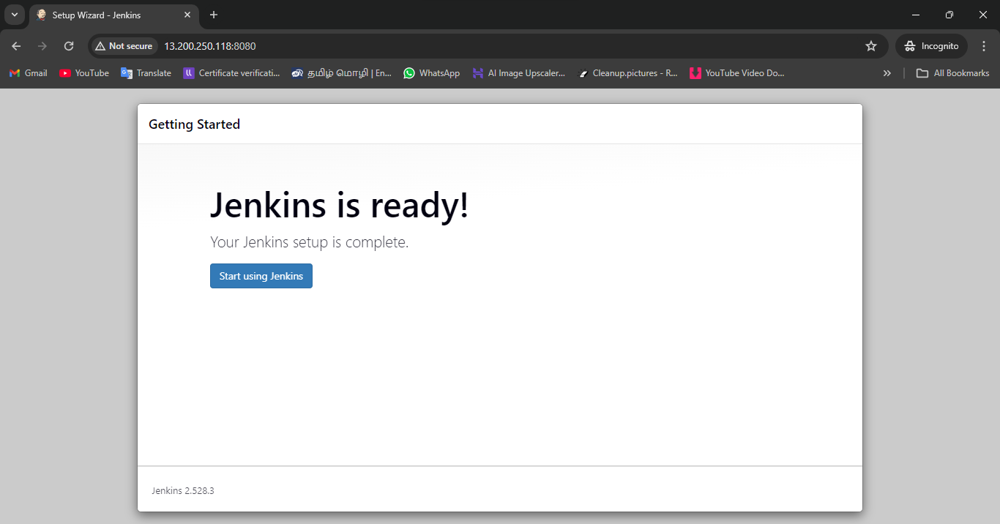 Setup Wizard - Jenkins
Not secure
13.200.250.118:8080
Incognito
Gmail
YouTube
Translate
Certificate verificati...
தமிழ் மொழி | En...
WhatsApp
AI Image Upscaler...
Cleanup.pictures - R...
YouTube Video Do...
All Bookmarks
Getting Started
Jenkins is ready!
Your Jenkins setup is complete.
Start using Jenkins
Jenkins 2.528.3